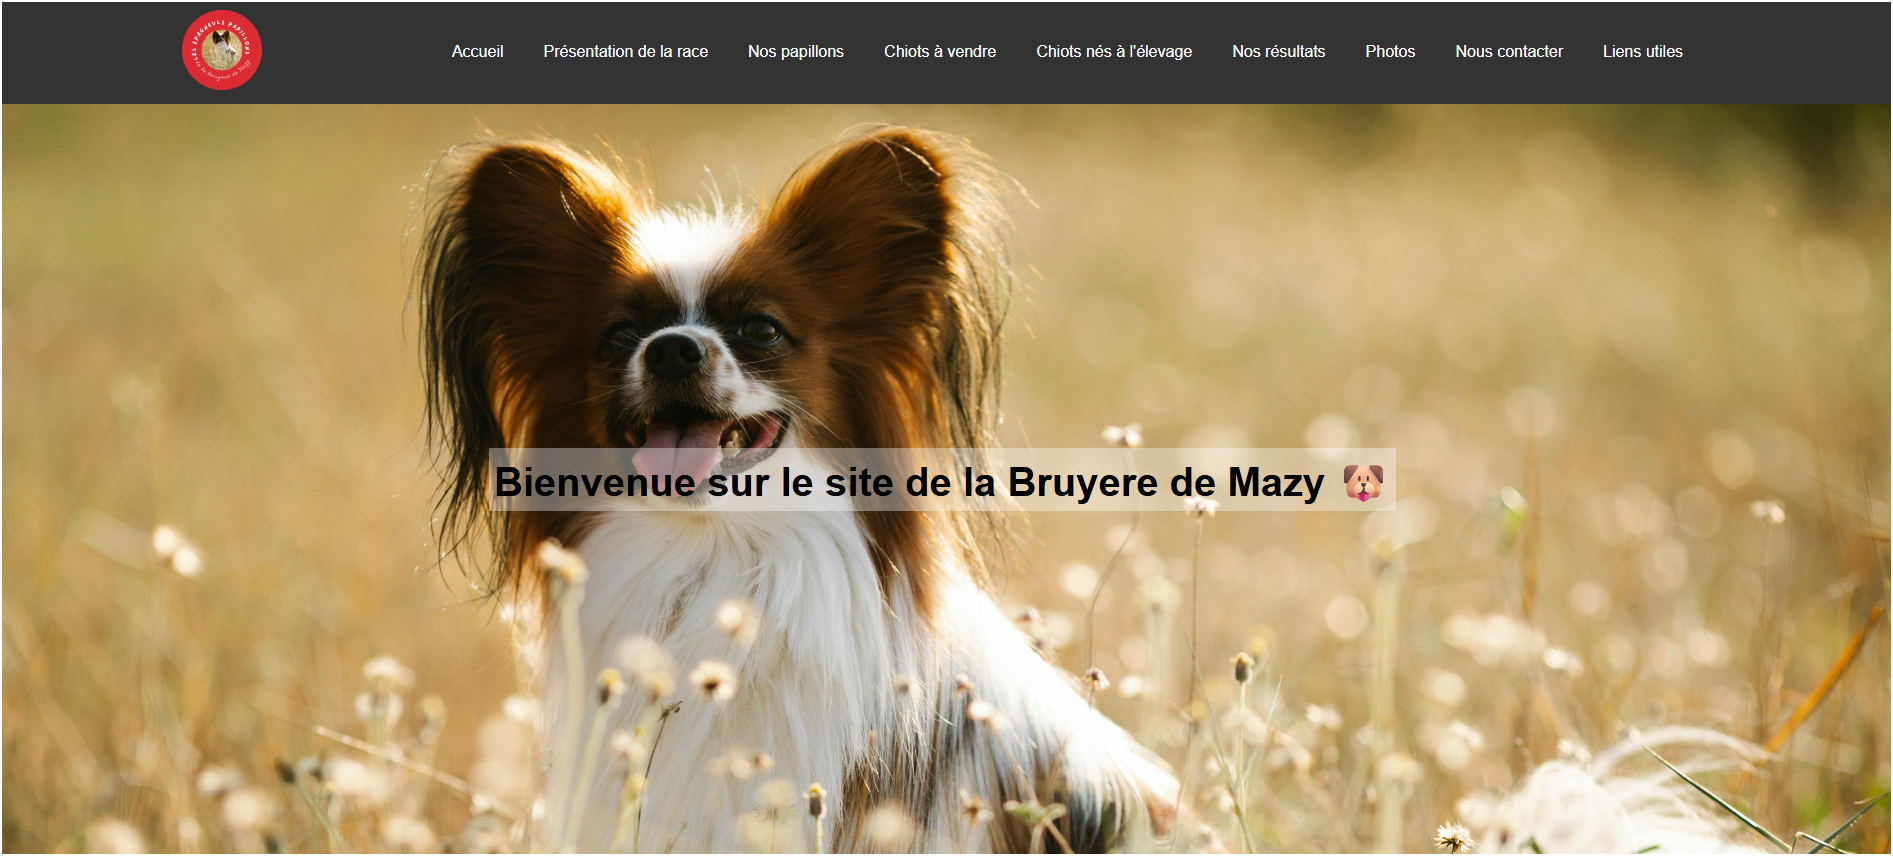 LES EPAGNEULS PAPILLONS
de la Bruyere de Mazy
Accueil
Présentation de la race
Nos papillons
Chiots à vendre
Chiots nés à l'élevage
Nos résultats
Photos
Nous contacter
Liens utiles
Bienvenue sur le site de la Bruyere de Mazy 🐶